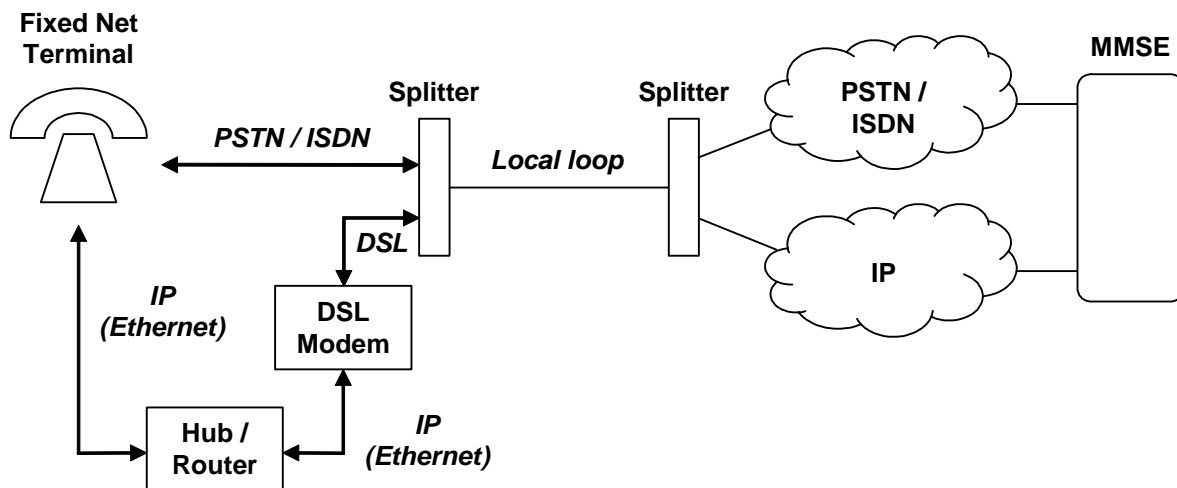 Fixed Net
Terminal
MMSE
Splitter
Splitter
PSTN /
ISDN
PSTN / ISDN
Local loop
DSL
IP
IP
(Ethernet)
DSL
Modem
Hub /
Router
IP
(Ethernet)